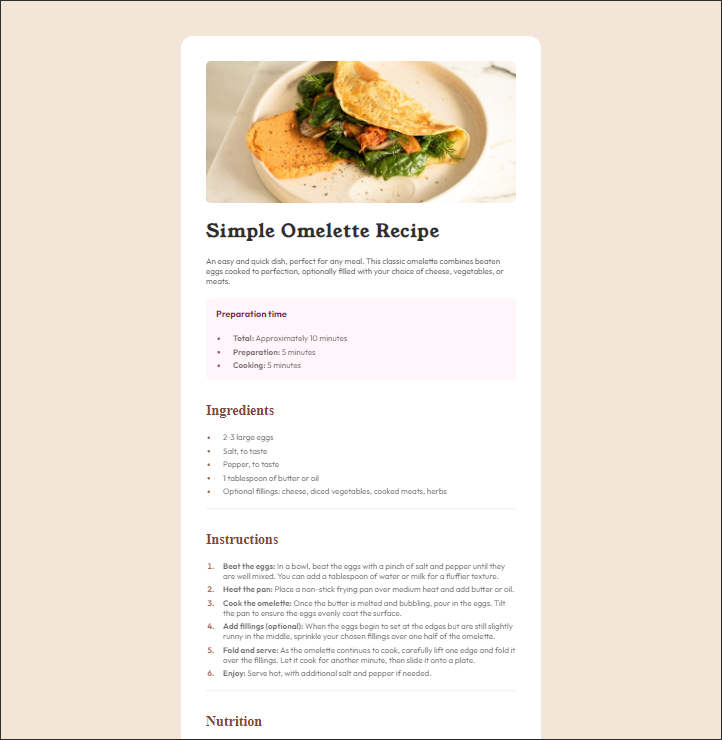 Simple Omelette Recipe
An easy and quick dish, perfect for any meal. This classic omelette combines beaten
eggs cooked to perfection, optionally filled with your choice of cheese, vegetables, or
meats.
Preparation time
• Total: Approximately 10 minutes
• Preparation: 5 minutes
• Cooking: 5 minutes
Ingredients
• 2-3 large eggs
• Salt, to taste
• Pepper, to taste
• 1 tablespoon of butter or oil
• Optional fillings: cheese, diced vegetables, cooked meats, herbs
Instructions
1. Beat the eggs: In a bowl, beat the eggs with a pinch of salt and pepper until they
are well mixed. You can add a tablespoon of water or milk for a fluffier texture.
2. Heat the pan: Place a non-stick frying pan over medium heat and add butter or oil.
3. Cook the omelette: Once the butter is melted and bubbling, pour in the eggs. Tilt
the pan to ensure the eggs evenly coat the surface.
4. Add fillings (optional): When the eggs begin to set at the edges but are still slightly
runny in the middle, sprinkle your chosen fillings over one half of the omelette.
5. Fold and serve: As the omelette continues to cook, carefully lift one edge and fold it
over the fillings. Let it cook for another minute, then slide it onto a plate.
6. Enjoy: Serve hot, with additional salt and pepper if needed.
Nutrition